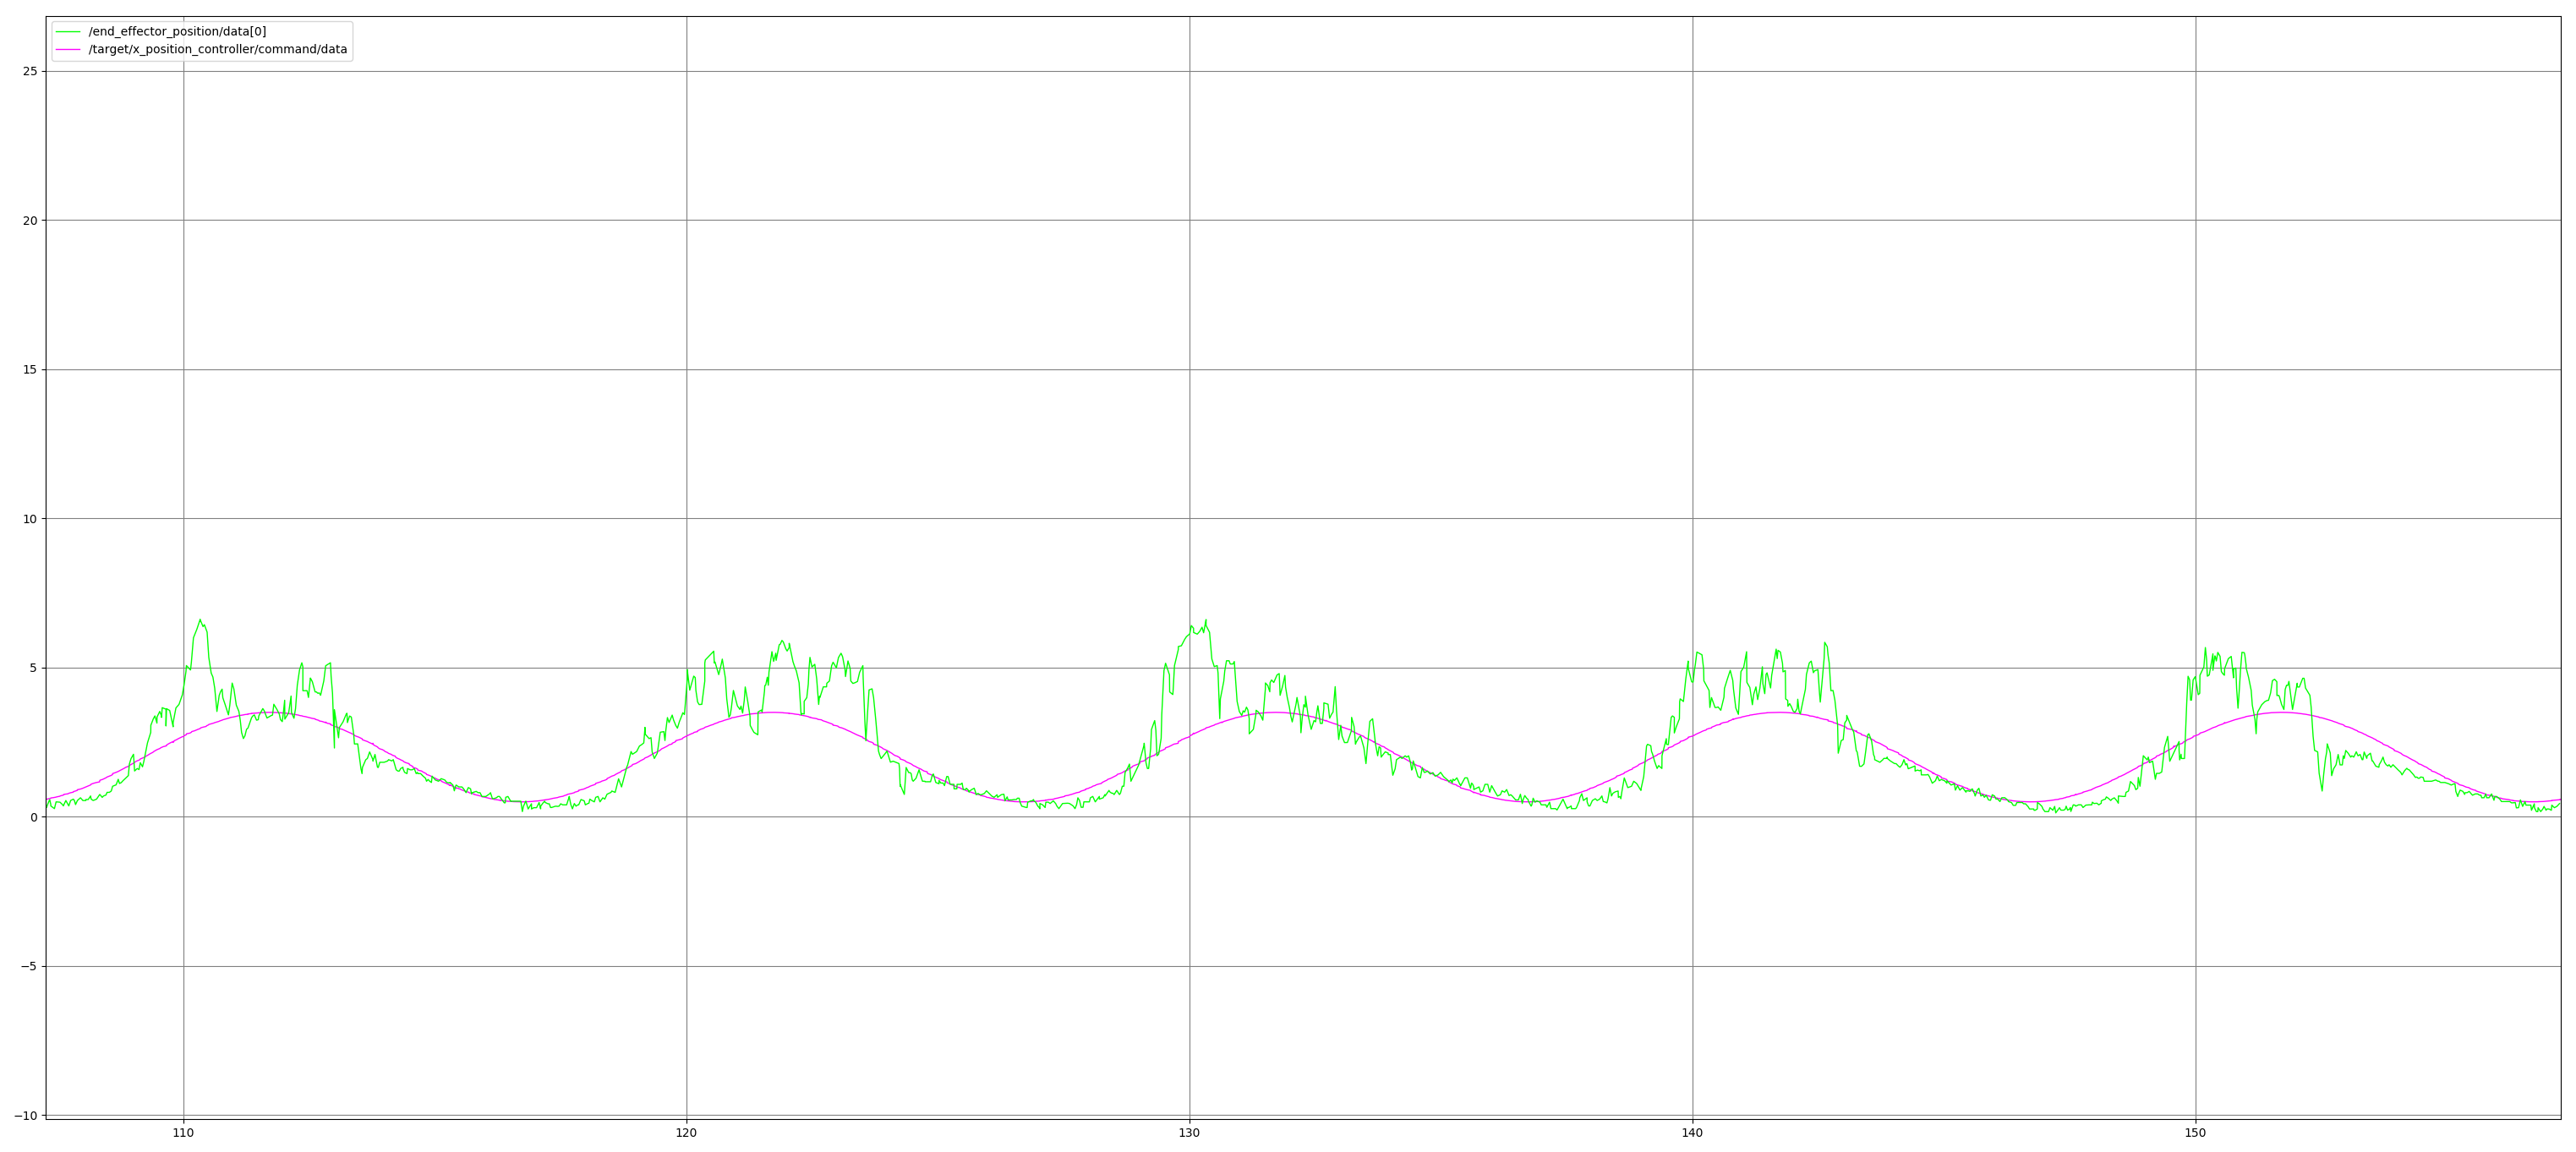 /end_effector_position/data[0]
/target/x_position_controller/command/data
25
20
15
10
5
0
−5
−10
110 120 130 140 150